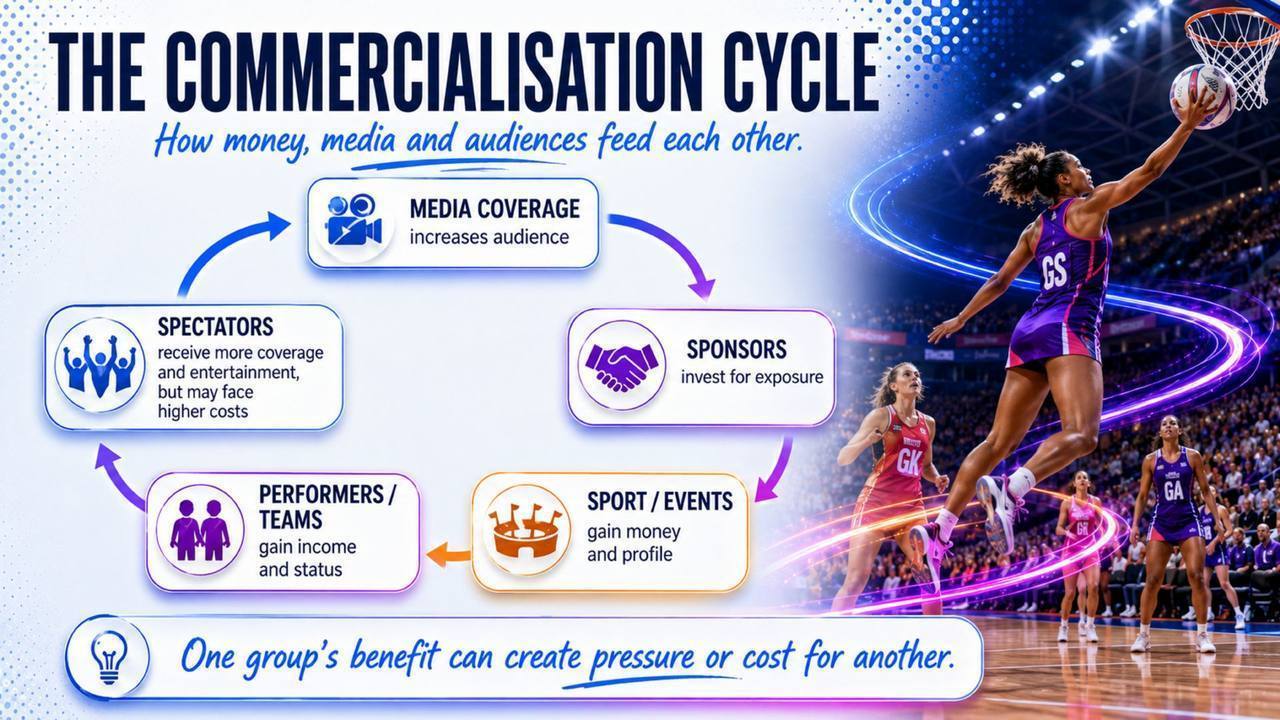 THE COMMERCIALISATION CYCLE
How money, media and audiences feed each other.
MEDIA COVERAGE
increases audience
SPECTATORS
receive more coverage
and entertainment,
but may face
higher costs
SPONSORS
invest for exposure
PERFORMERS /
TEAMS
gain income
and status
SPORT / EVENTS
gain money
and profile
One group's benefit can create pressure or cost for another.
GS
GK
GA